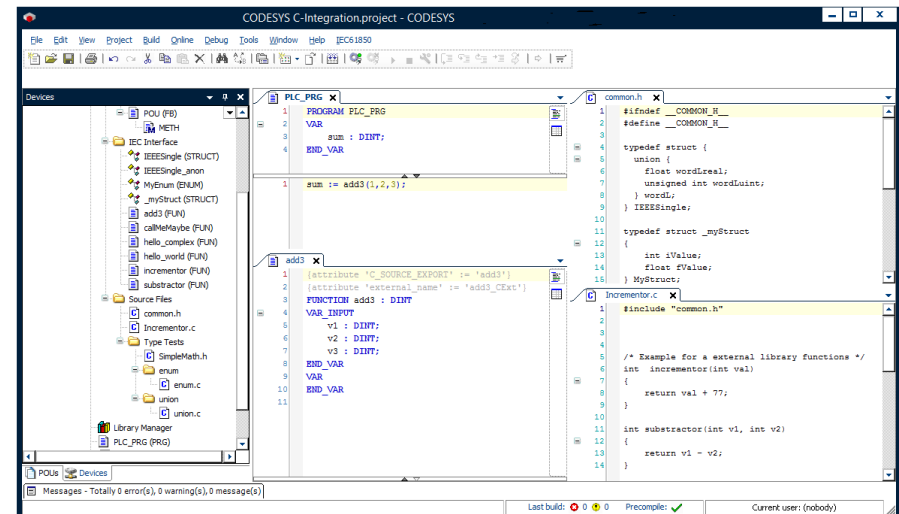 CODESYS C-Integration.project - CODESYS
File Edit View Project Build Online Debug Tools Window Help IEC61850
Devices
POU (FB)
METH
IEC Interface
IEEESingle (STRUCT)
IEEESingle_anon
MyEnum (ENUM)
_myStruct (STRUCT)
add3 (FUN)
callMeMaybe (FUN)
hello_complex (FUN)
hello_world (FUN)
incrementor (FUN)
substractor (FUN)
Source Files
common.h
Incrementor.c
Type Tests
SimpleMath.h
enum
enum.c
union
union.c
Library Manager
PLC_PRG (PRG)
POUs Devices
PLC_PRG
1 PROGRAM PLC_PRG
2 VAR
3 sum : DINT;
4 END_VAR
1 sum := add3(1,2,3);
add3
1 {attribute 'C_SOURCE_EXPORT' := 'add3'}
2 {attribute 'external_name' := 'add3_CExt'}
3 FUNCTION add3 : DINT
4 VAR_INPUT
5 v1 : DINT;
6 v2 : DINT;
7 v3 : DINT;
8 END_VAR
9 VAR
10 END_VAR
11
common.h
1 #ifndef __COMMON_H__
2 #define __COMMON_H__
3
4 typedef struct {
5 union {
6 float wordLreal;
7 unsigned int wordLuint;
8 } wordL;
9 } IEEESingle;
10
11 typedef struct _myStruct
12 {
13 int iValue;
14 float fValue;
15 } MyStruct;
Incrementor.c
1 #include "common.h"
2
3
4
5 /* Example for a external library functions */
6 int incrementor(int val)
7 {
8 return val + 77;
9 }
10
11 int substractor(int v1, int v2)
12 {
13 return v1 - v2;
14 }
Messages - Totally 0 error(s), 0 warning(s), 0 message(s)
Last build: 0 0 Precompile: Current user: (nobody)